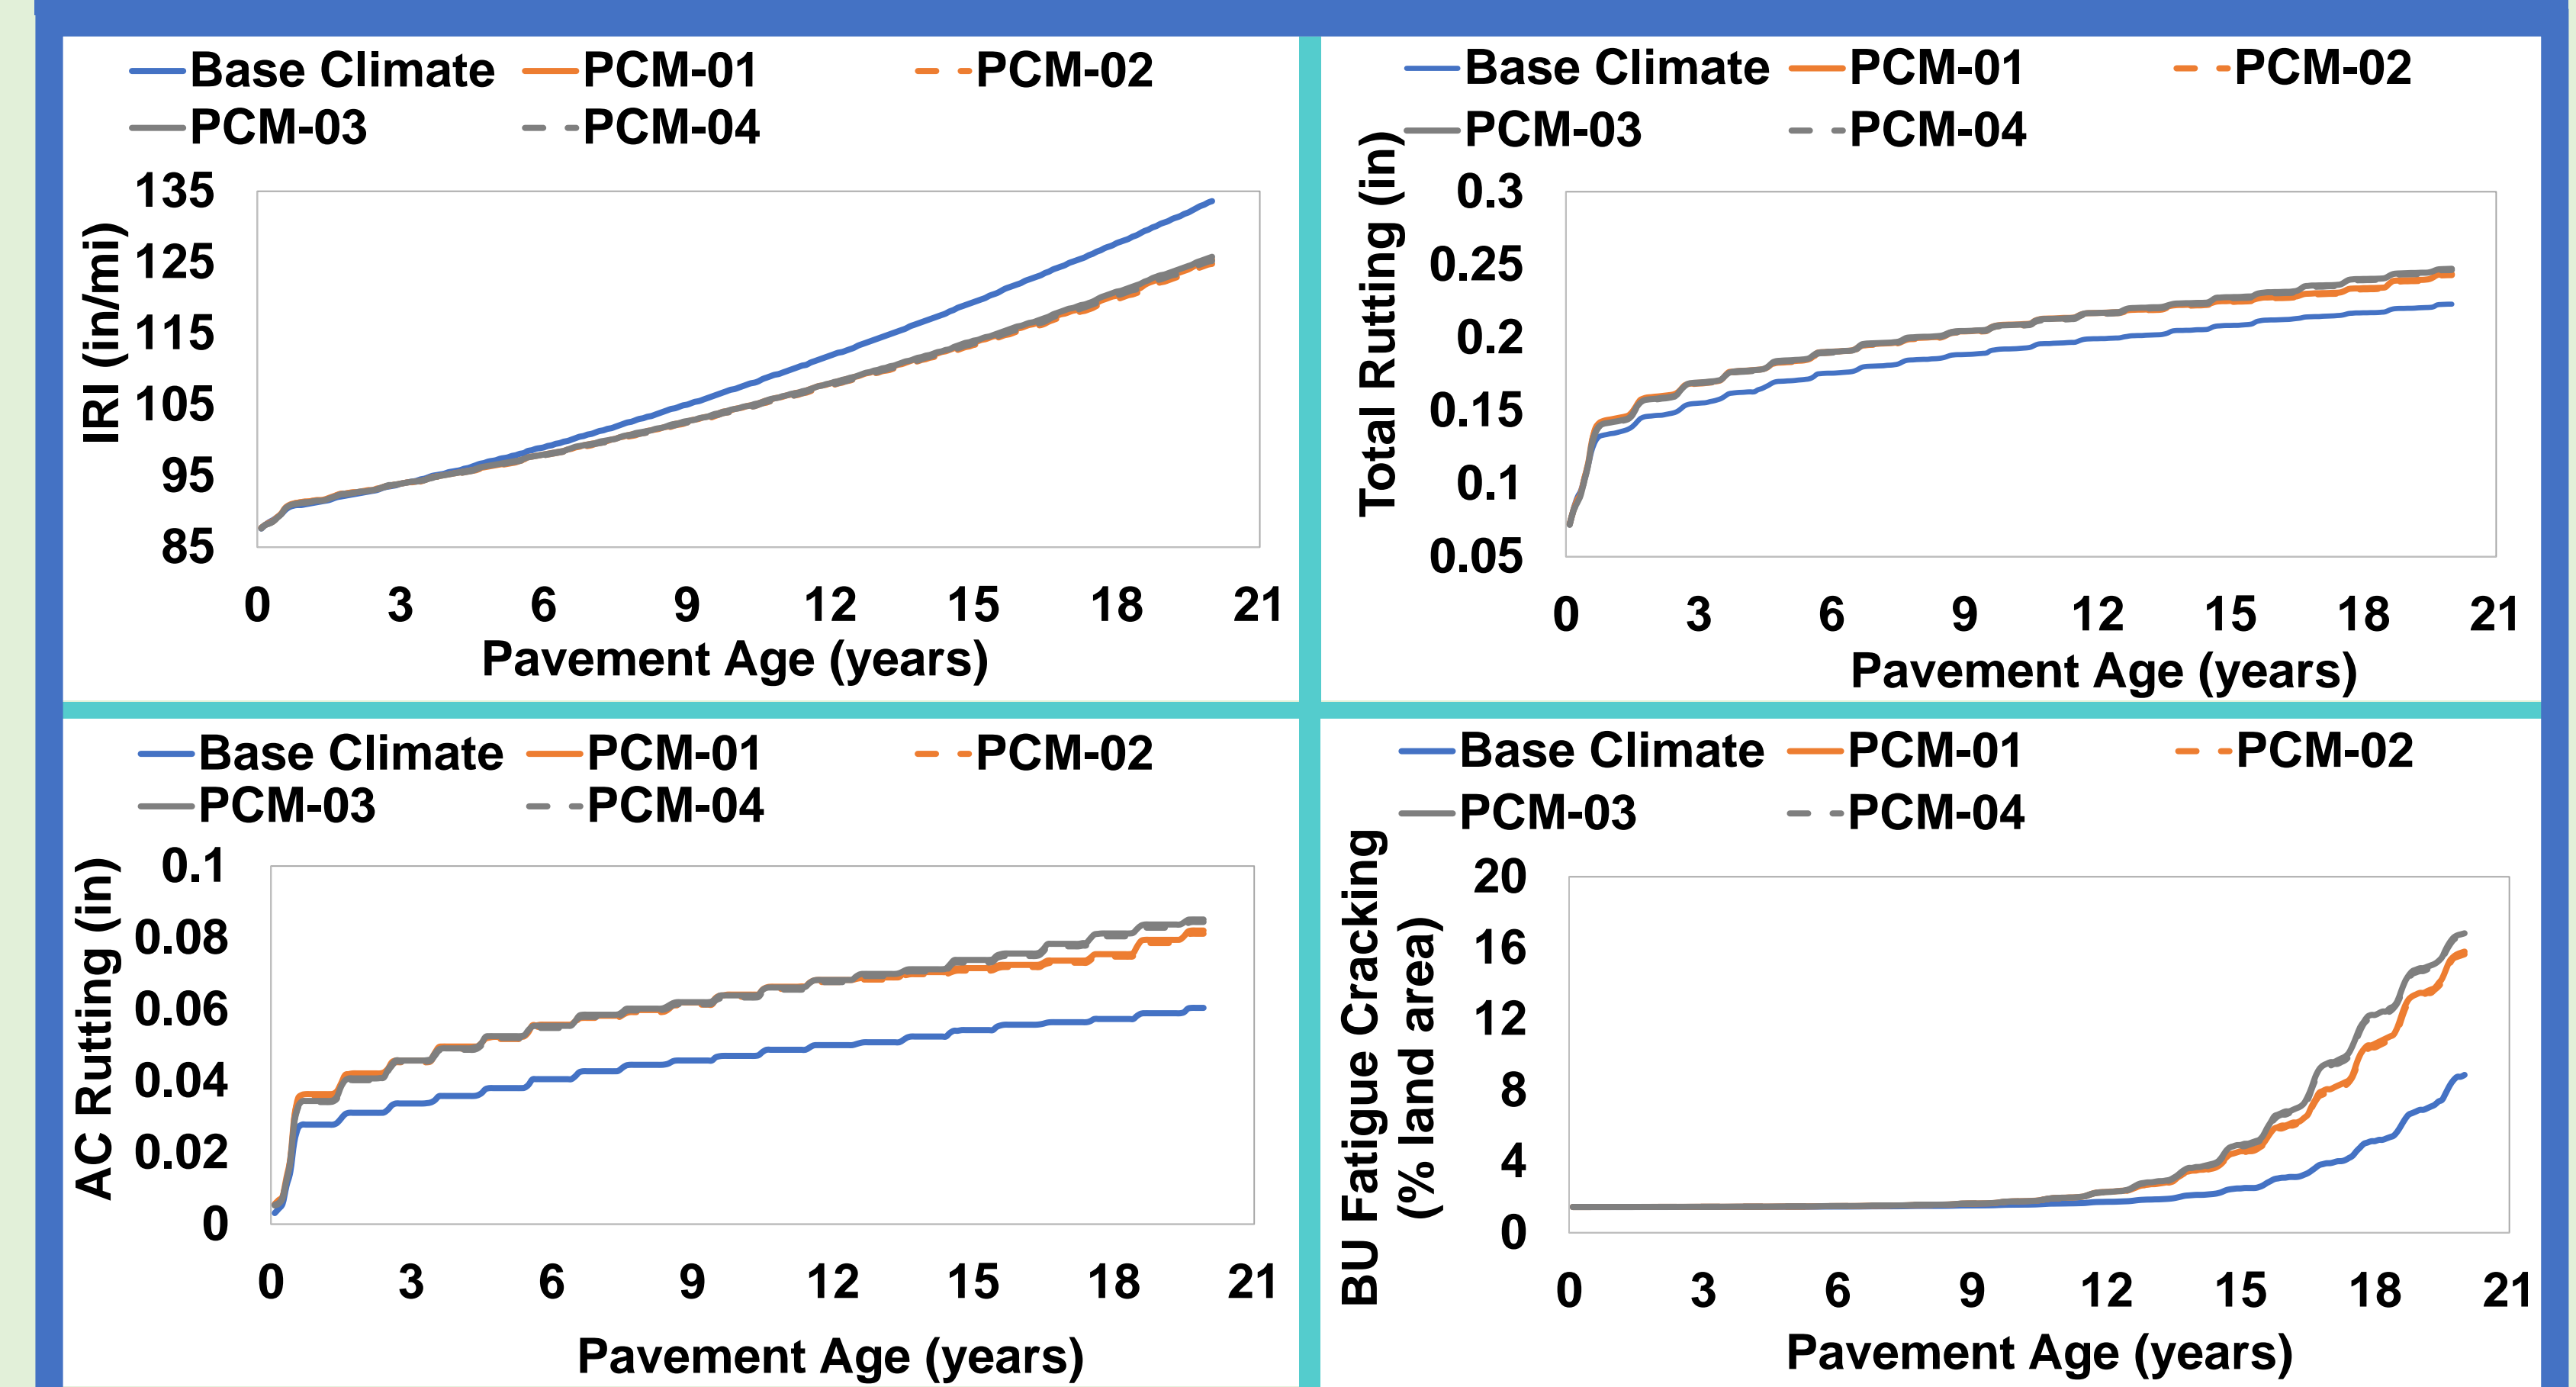 Base Climate PCM-01 PCM-02
PCM-03 PCM-04
IRI (in/mi)
135
125
115
105
95
85
0 3 6 9 12 15 18 21
Pavement Age (years)
Base Climate PCM-01 PCM-02
PCM-03 PCM-04
Total Rutting (in)
0.3
0.25
0.2
0.15
0.1
0.05
0 3 6 9 12 15 18 21
Pavement Age (years)
Base Climate PCM-01 PCM-02
PCM-03 PCM-04
AC Rutting (in)
0.1
0.08
0.06
0.04
0.02
0
0 3 6 9 12 15 18 21
Pavement Age (years)
Base Climate PCM-01 PCM-02
PCM-03 PCM-04
BU Fatigue Cracking
(% land area)
20
16
12
8
4
0
0 3 6 9 12 15 18 21
Pavement Age (years)